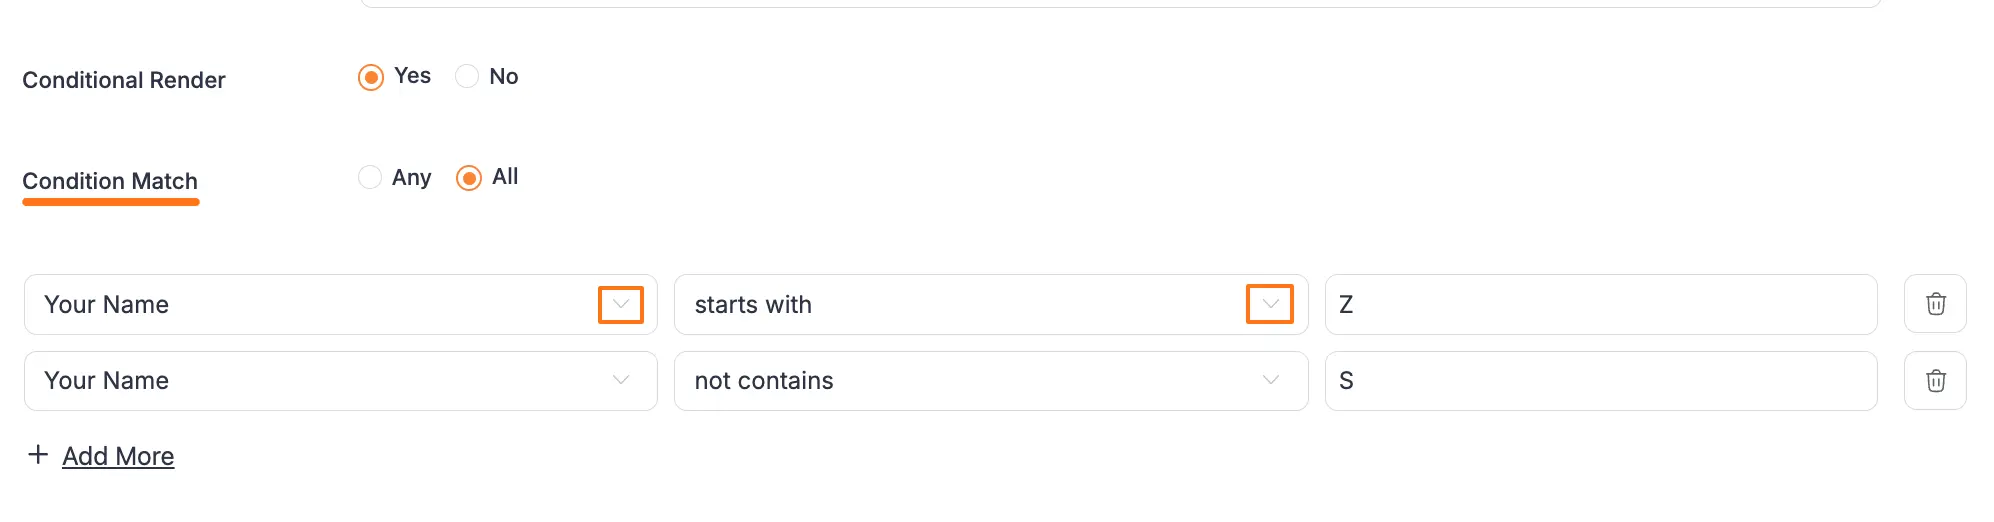 Conditional Render Yes No
Condition Match Any All
Your Name starts with Z
Your Name not contains S
+ Add More